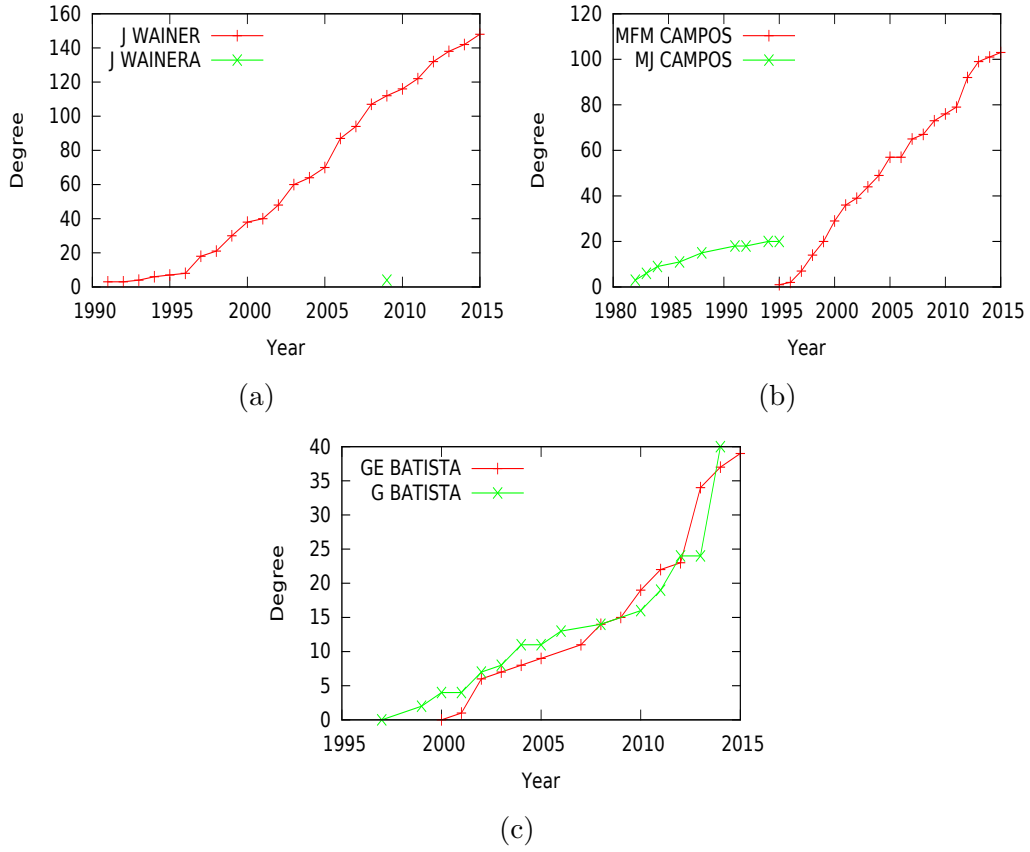 160
140
120
100
80
60
40
20
0
Degree
J WAINER
J WAINERA
1990 1995 2000 2005 2010 2015
Year
(a)
120
100
80
60
40
20
0
Degree
MFM CAMPOS
MJ CAMPOS
1980 1985 1990 1995 2000 2005 2010 2015
Year
(b)
40
35
30
25
20
15
10
5
0
Degree
GE BATISTA
G BATISTA
1995 2000 2005 2010 2015
Year
(c)